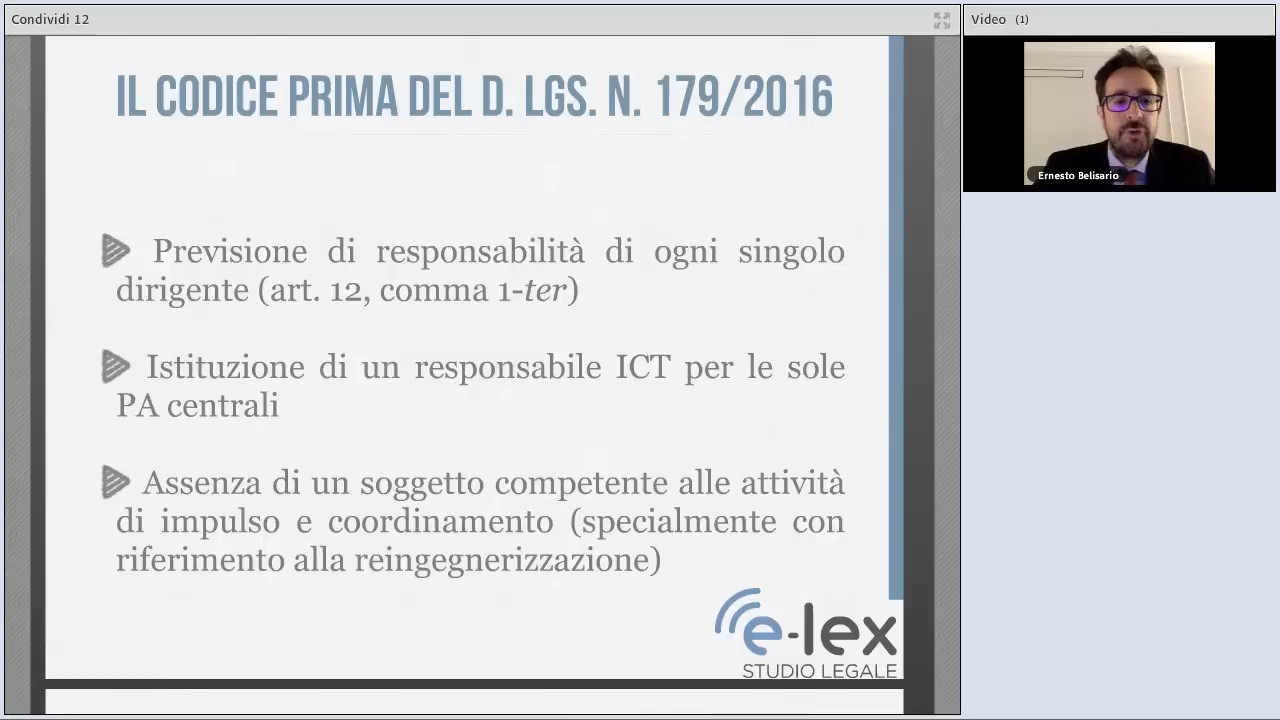 Condividi 12
Video (1)
IL CODICE PRIMA DEL D. LGS. N. 179/2016
Previsione di responsabilità di ogni singolo
dirigente (art. 12, comma 1-ter)
Istituzione di un responsabile ICT per le sole
PA centrali
Assenza di un soggetto competente alle attività
di impulso e coordinamento (specialmente con
riferimento alla reingegnerizzazione)
e-lex
STUDIO LEGALE
Ernesto Belisario